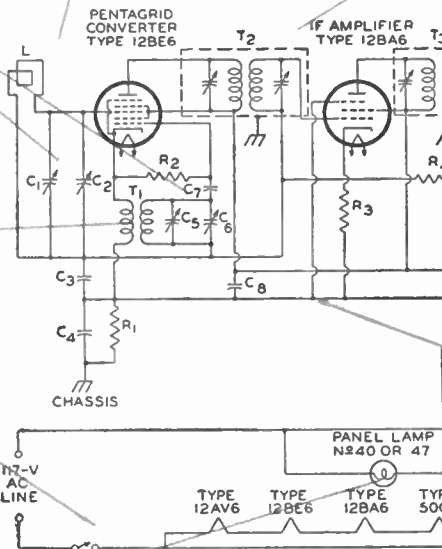 PENTAGRID
CONVERTER
TYPE 12BE6
IF AMPLIFIER
TYPE 12BA6
L
T2
T3
C1
C2
R2
C7
T1
C5
C6
R3
C3
C8
C4
R1
CHASSIS
117-V
AC
LINE
PANEL LAMP
Nº40 OR 47
TYPE
12AV6
TYPE
12BE6
TYPE
12BA6